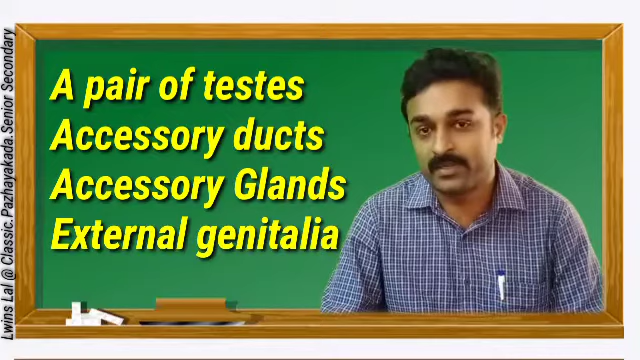 A pair of testes
Accessory ducts
Accessory Glands
External genitalia
Lwins Lal @ Classic.Pazhayakada.Senior Secondary